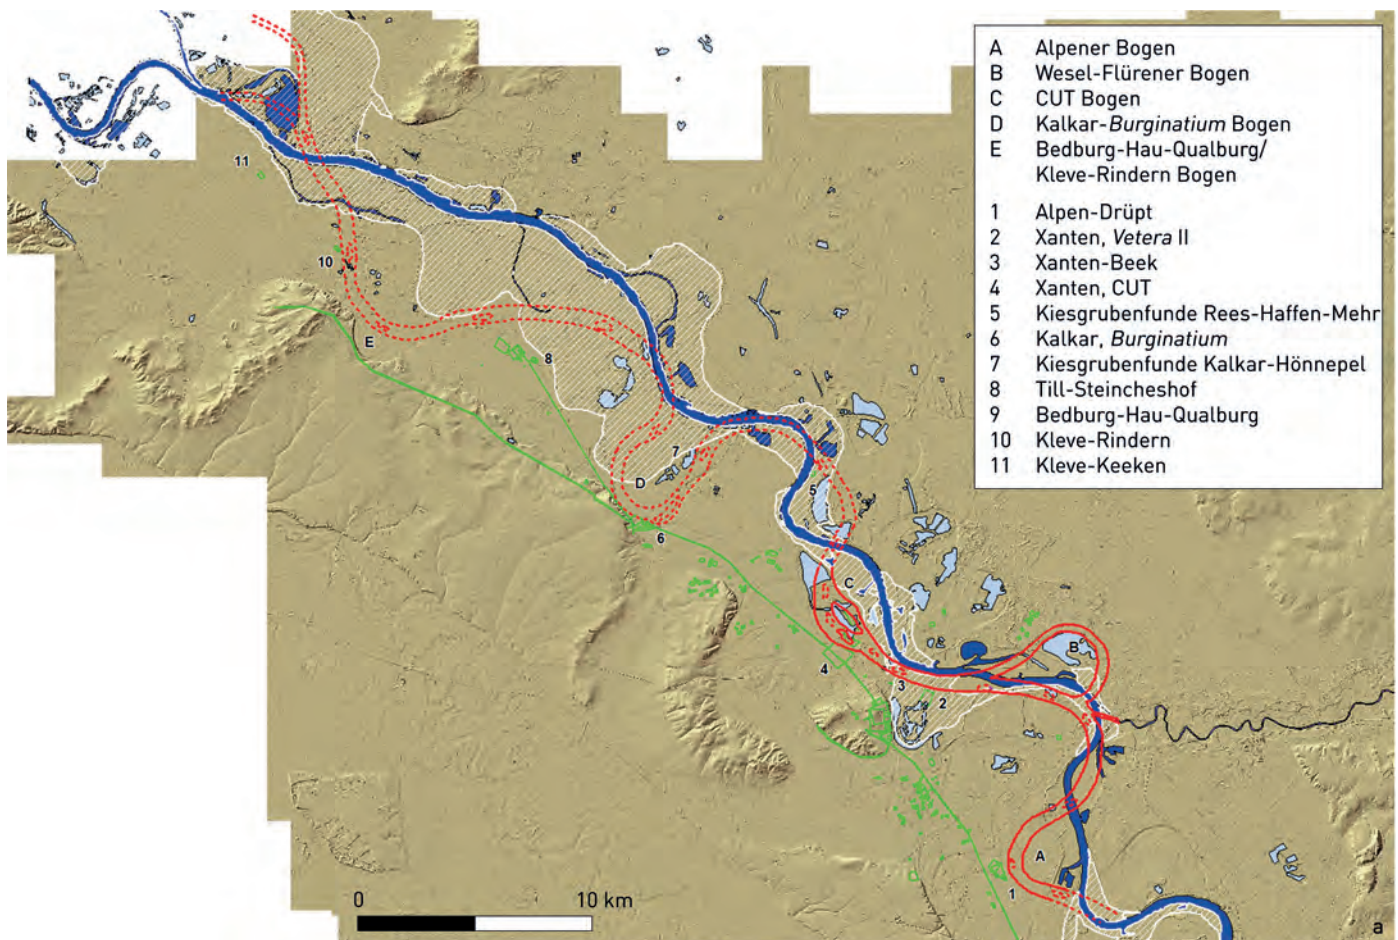 A Alpener Bogen
B Wesel-Flürener Bogen
C CUT Bogen
D Kalkar-Burginatium Bogen
E Bedburg-Hau-Qualburg/
Kleve-Rindern Bogen
1 Alpen-Drüpt
2 Xanten, Vetera II
3 Xanten-Beek
4 Xanten, CUT
5 Kiesgrubenfunde Rees-Haffen-Mehr
6 Kalkar, Burginatium
7 Kiesgrubenfunde Kalkar-Hönnepel
8 Till-Steincheshof
9 Bedburg-Hau-Qualburg
10 Kleve-Rindern
11 Kleve-Keeken
11
10
E
8
7
D
5
6
C
B
4
3
2
A
1
0 10 km
a